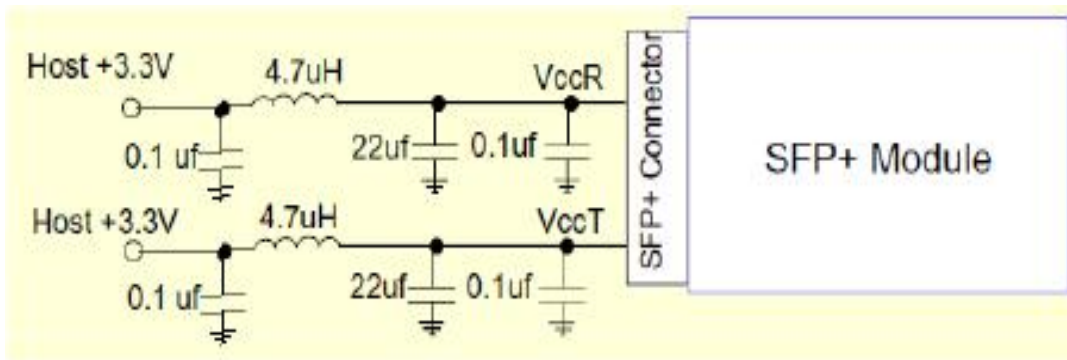 Host +3.3V
4.7uH
VccR
0.1 uf
22uf
0.1uf
Host +3.3V
4.7uH
VccT
0.1 uf
22uf
0.1uf
SFP+ Connector
SFP+ Module